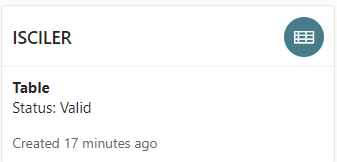 ISCILER
Table
Status: Valid
Created 17 minutes ago